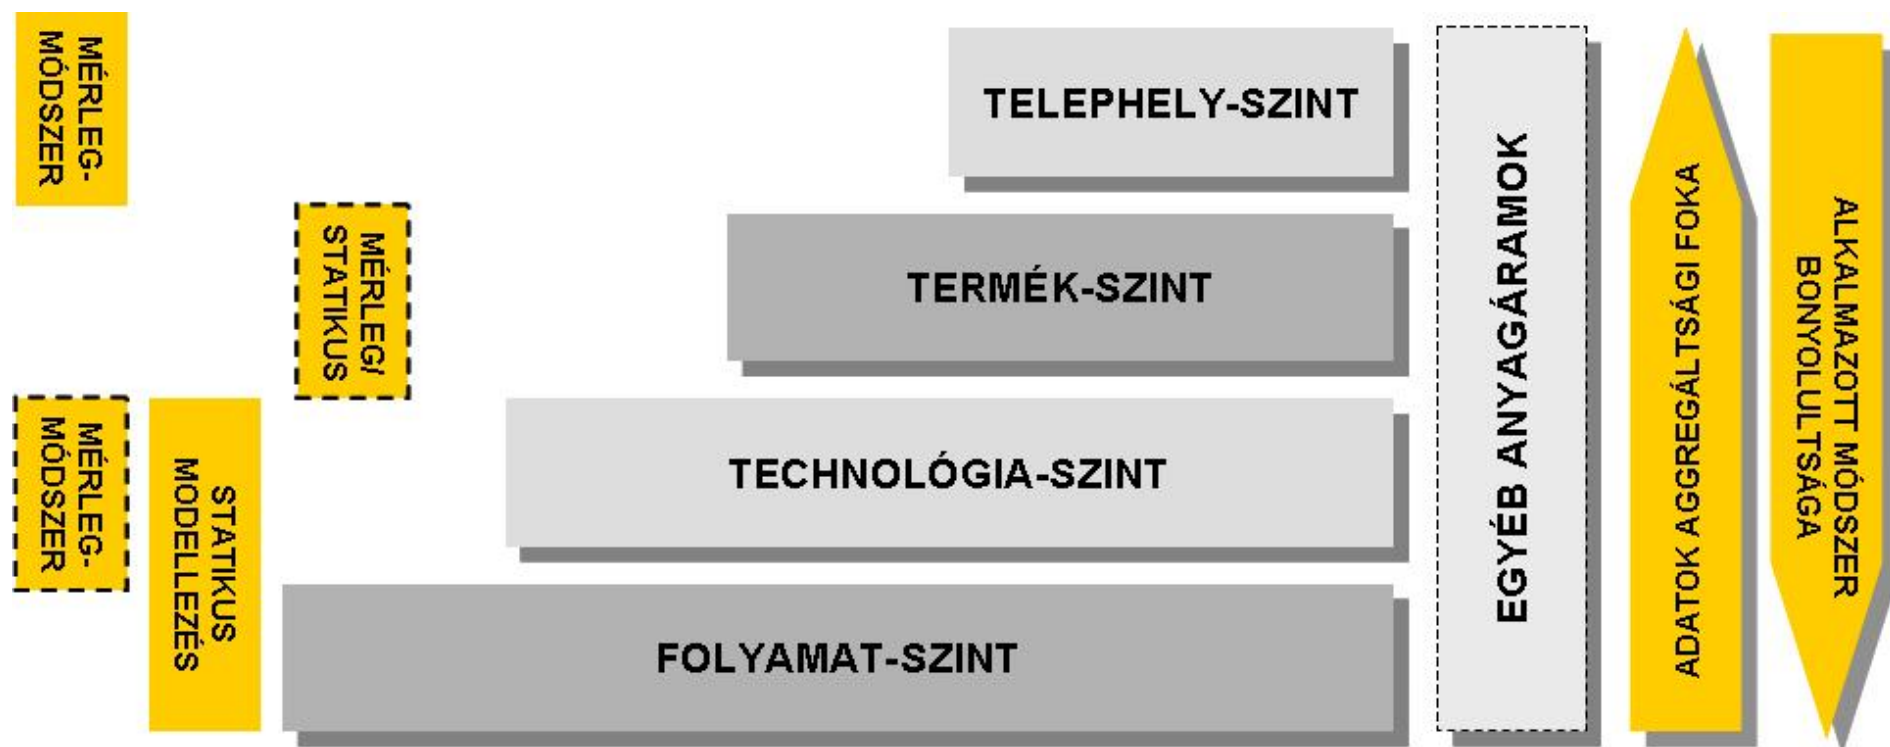 MÉRLEG-
MÓDSZER
TELEPHELY-SZINT
MÉRLEGI/
STATIKUS
TERMÉK-SZINT
MÉRLEG-
MÓDSZER
STATIKUS
MODELLEZÉS
TECHNOLÓGIA-SZINT
FOLYAMAT-SZINT
EGYÉB ANYAGÁRAMOK
ADATOK AGGREGÁLTSÁGI FOKA
ALKALMAZOTT MÓDSZER
BONYOLULTSÁGA